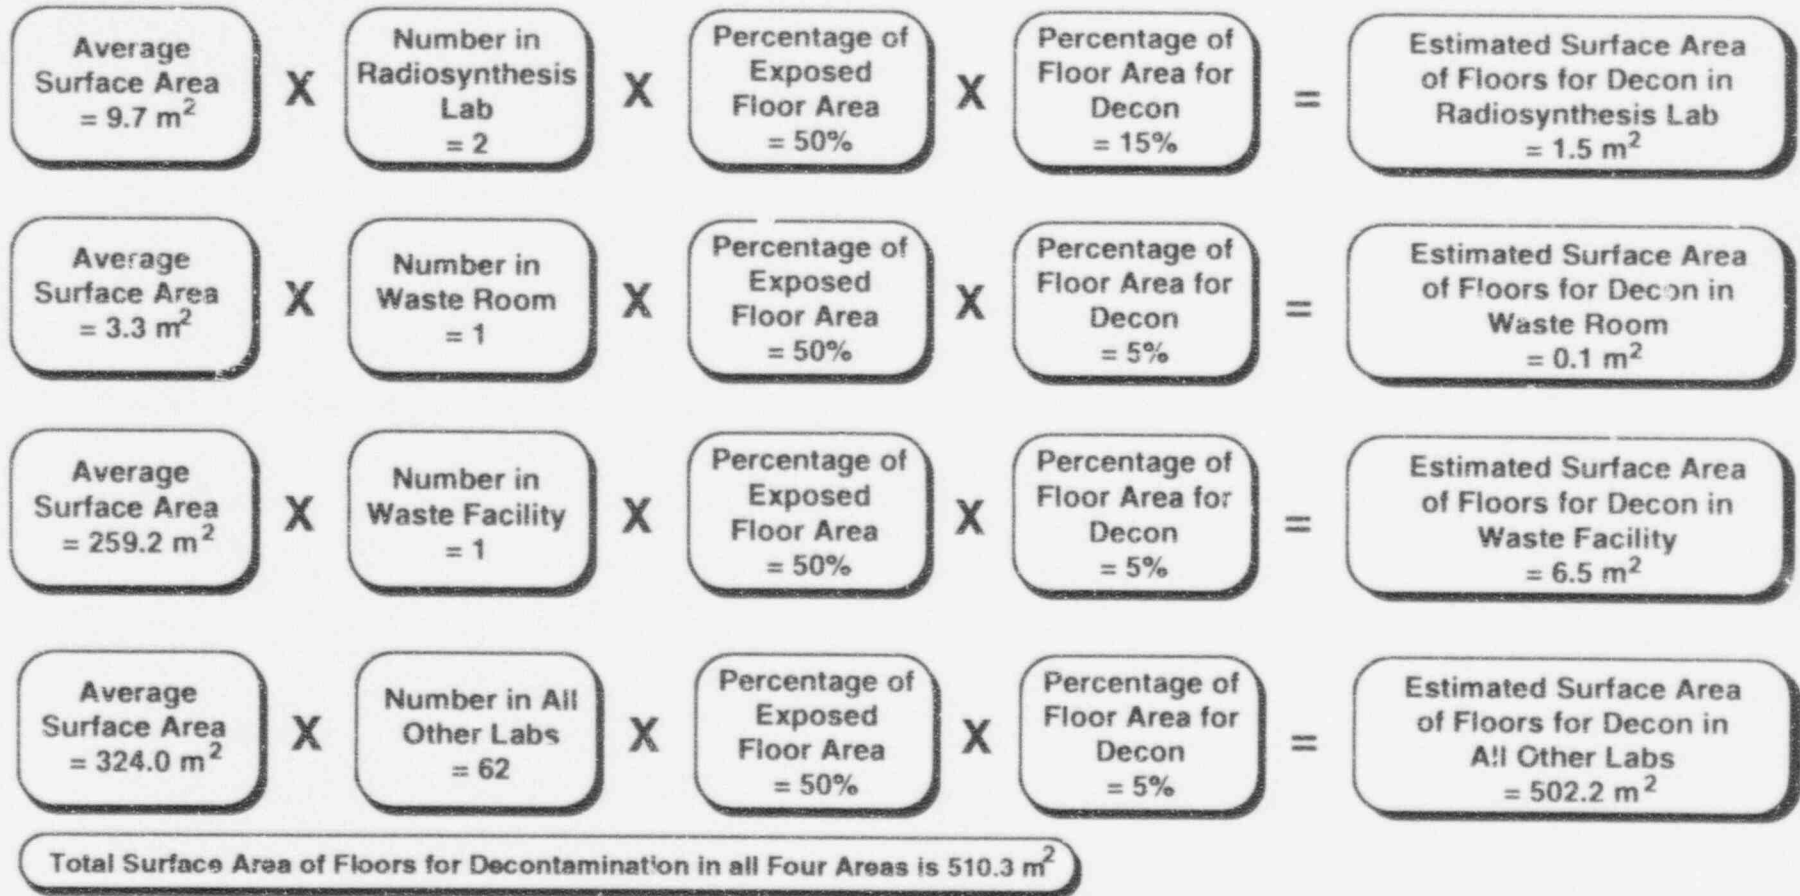 Average
Surface Area
= 9.7 m²
X
Number in
Radiosynthesis
Lab
= 2
X
Percentage of
Exposed
Floor Area
= 50%
X
Percentage of
Floor Area for
Decon
= 15%
=
Estimated Surface Area
of Floors for Decon in
Radiosynthesis Lab
= 1.5 m²
Average
Surface Area
= 3.3 m²
X
Number in
Waste Room
= 1
X
Percentage of
Exposed
Floor Area
= 50%
X
Percentage of
Floor Area for
Decon
= 5%
=
Estimated Surface Area
of Floors for Decon in
Waste Room
= 0.1 m²
Average
Surface Area
= 259.2 m²
X
Number in
Waste Facility
= 1
X
Percentage of
Exposed
Floor Area
= 50%
X
Percentage of
Floor Area for
Decon
= 5%
=
Estimated Surface Area
of Floors for Decon in
Waste Facility
= 6.5 m²
Average
Surface Area
= 324.0 m²
X
Number in All
Other Labs
= 62
X
Percentage of
Exposed
Floor Area
= 50%
X
Percentage of
Floor Area for
Decon
= 5%
=
Estimated Surface Area
of Floors for Decon in
All Other Labs
= 502.2 m²
Total Surface Area of Floors for Decontamination in all Four Areas is 510.3 m²